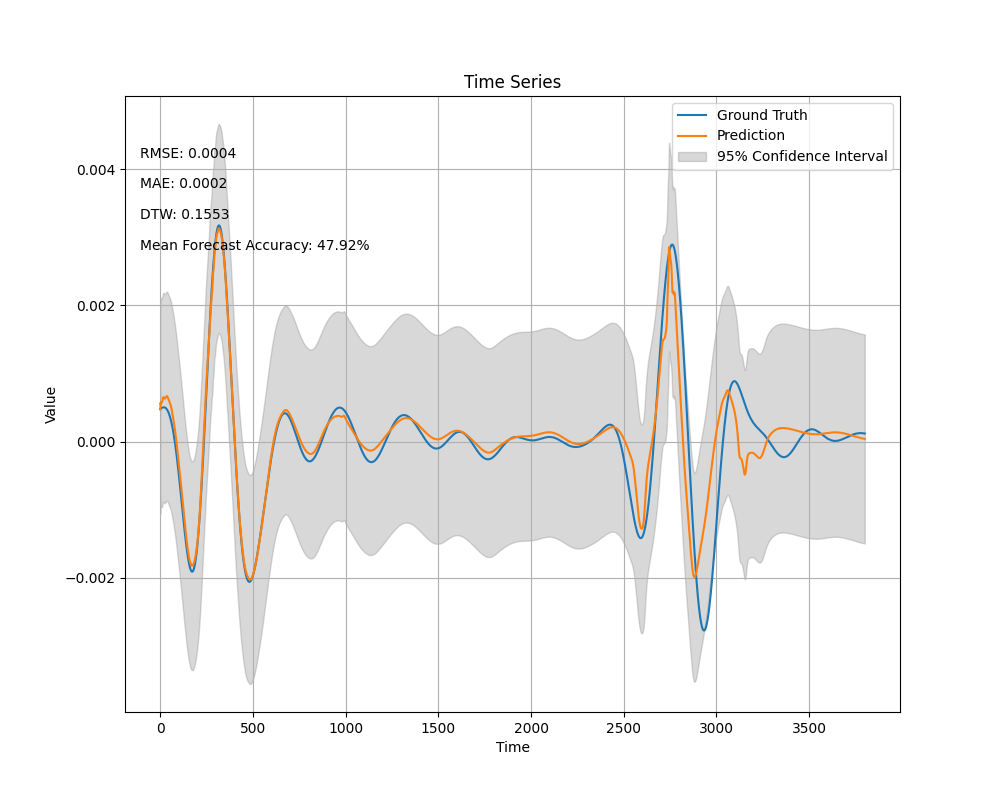 Time Series
Ground Truth
Prediction
95% Confidence Interval
RMSE: 0.0004
MAE: 0.0002
DTW: 0.1553
Mean Forecast Accuracy: 47.92%
0.004
0.002
0.000
−0.002
Value
0 500 1000 1500 2000 2500 3000 3500
Time